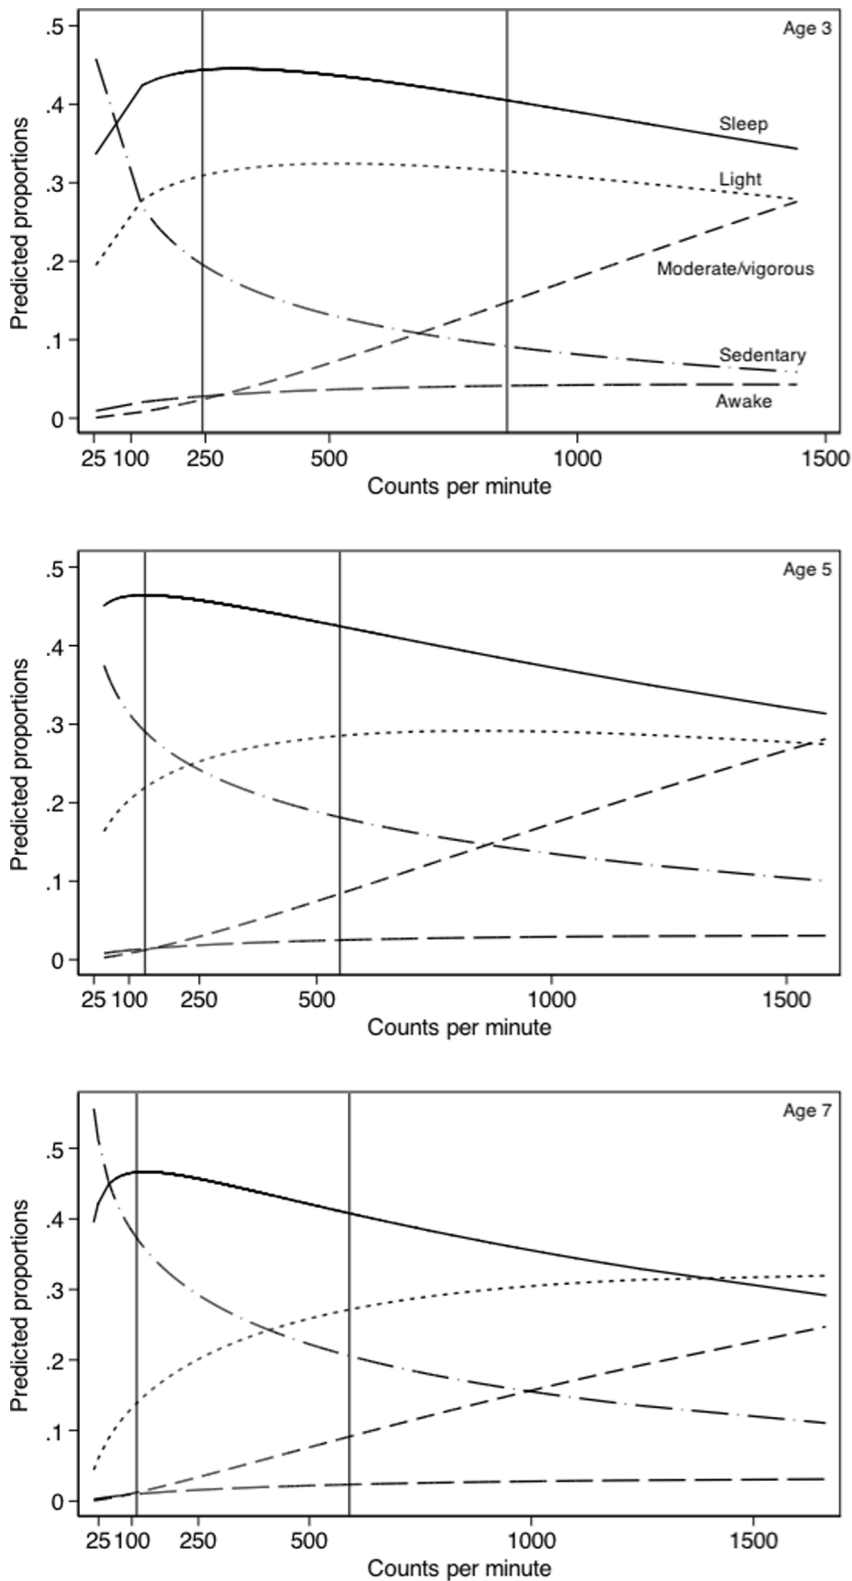 Age 3
Predicted proportions
.5
.4
.3
.2
.1
0
Sleep
Light
Moderate/vigorous
Sedentary
Awake
25 100 250 500 1000 1500
Counts per minute
Age 5
Predicted proportions
.5
.4
.3
.2
.1
0
25 100 250 500 1000 1500
Counts per minute
Age 7
Predicted proportions
.5
.4
.3
.2
.1
0
25 100 250 500 1000 1500
Counts per minute